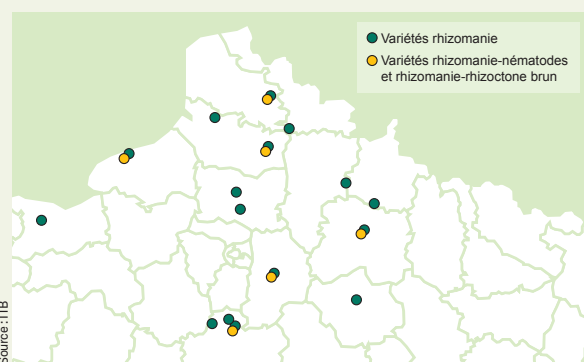 Variétés rhizomanie
Variétés rhizomanie-nématodes
et rhizomanie-rhizoctone brun
Source : ITB